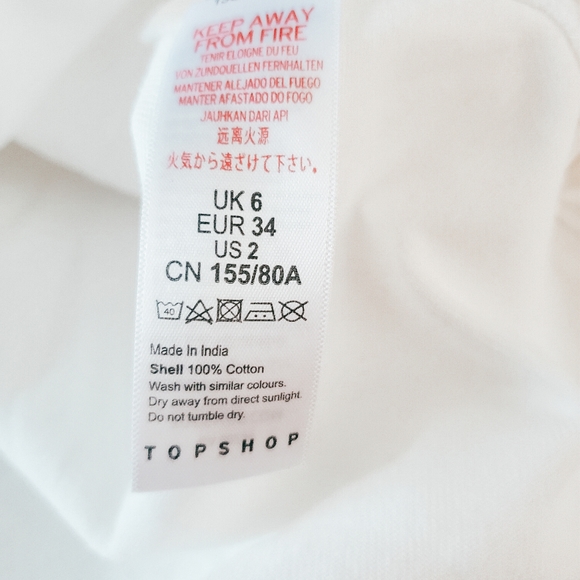 KEEP AWAY
FROM FIRE
TENIR ELOIGNE DU FEU
VON ZUNDQUELLEN FERNHALTEN
MANTENER ALEJADO DEL FUEGO
MANTER AFASTADO DO FOGO
JAUHKAN DARI API
远离火源
火気から遠ざけて下さい。
UK 6
EUR 34
US 2
CN 155/80A
40
Made In India
Shell 100% Cotton
Wash with similar colours.
Dry away from direct sunlight.
Do not tumble dry.
TOPSHOP